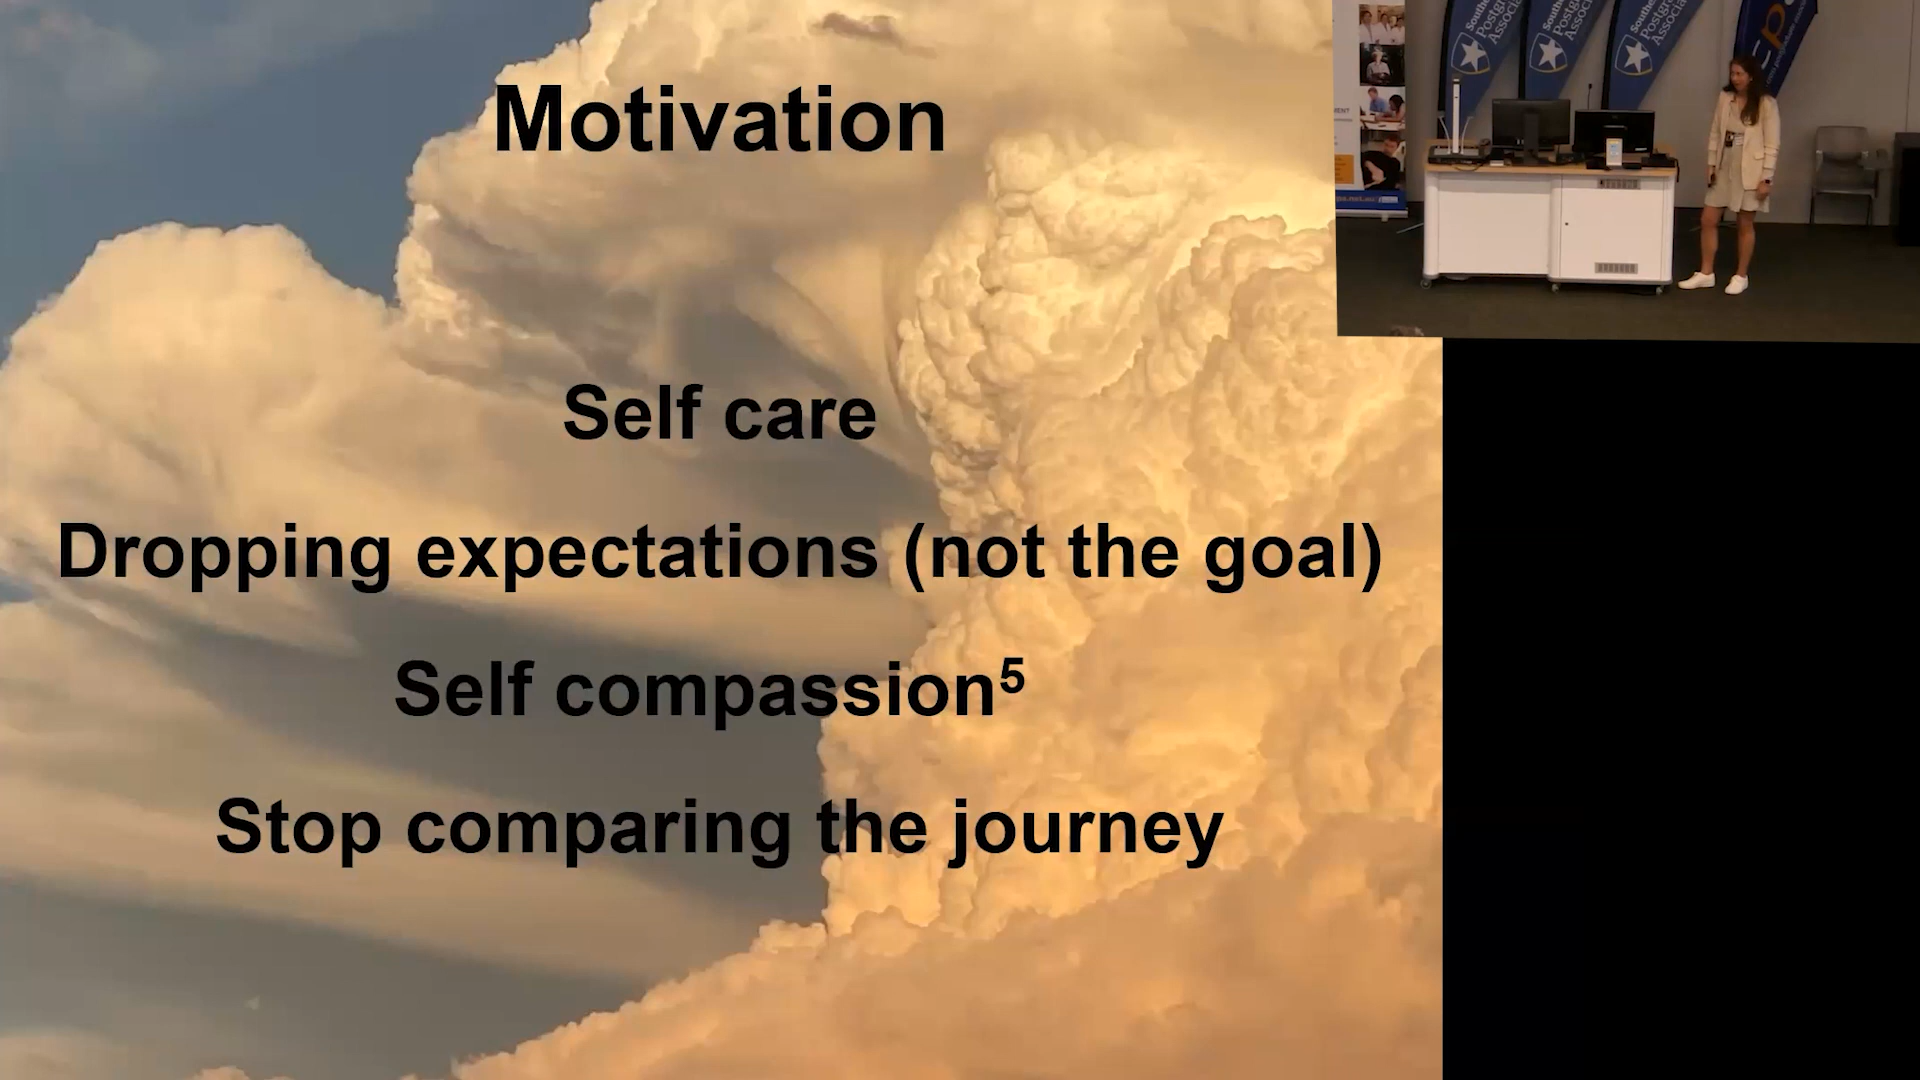 Motivation
Self care
Dropping expectations (not the goal)
Self compassion⁵
Stop comparing the journey